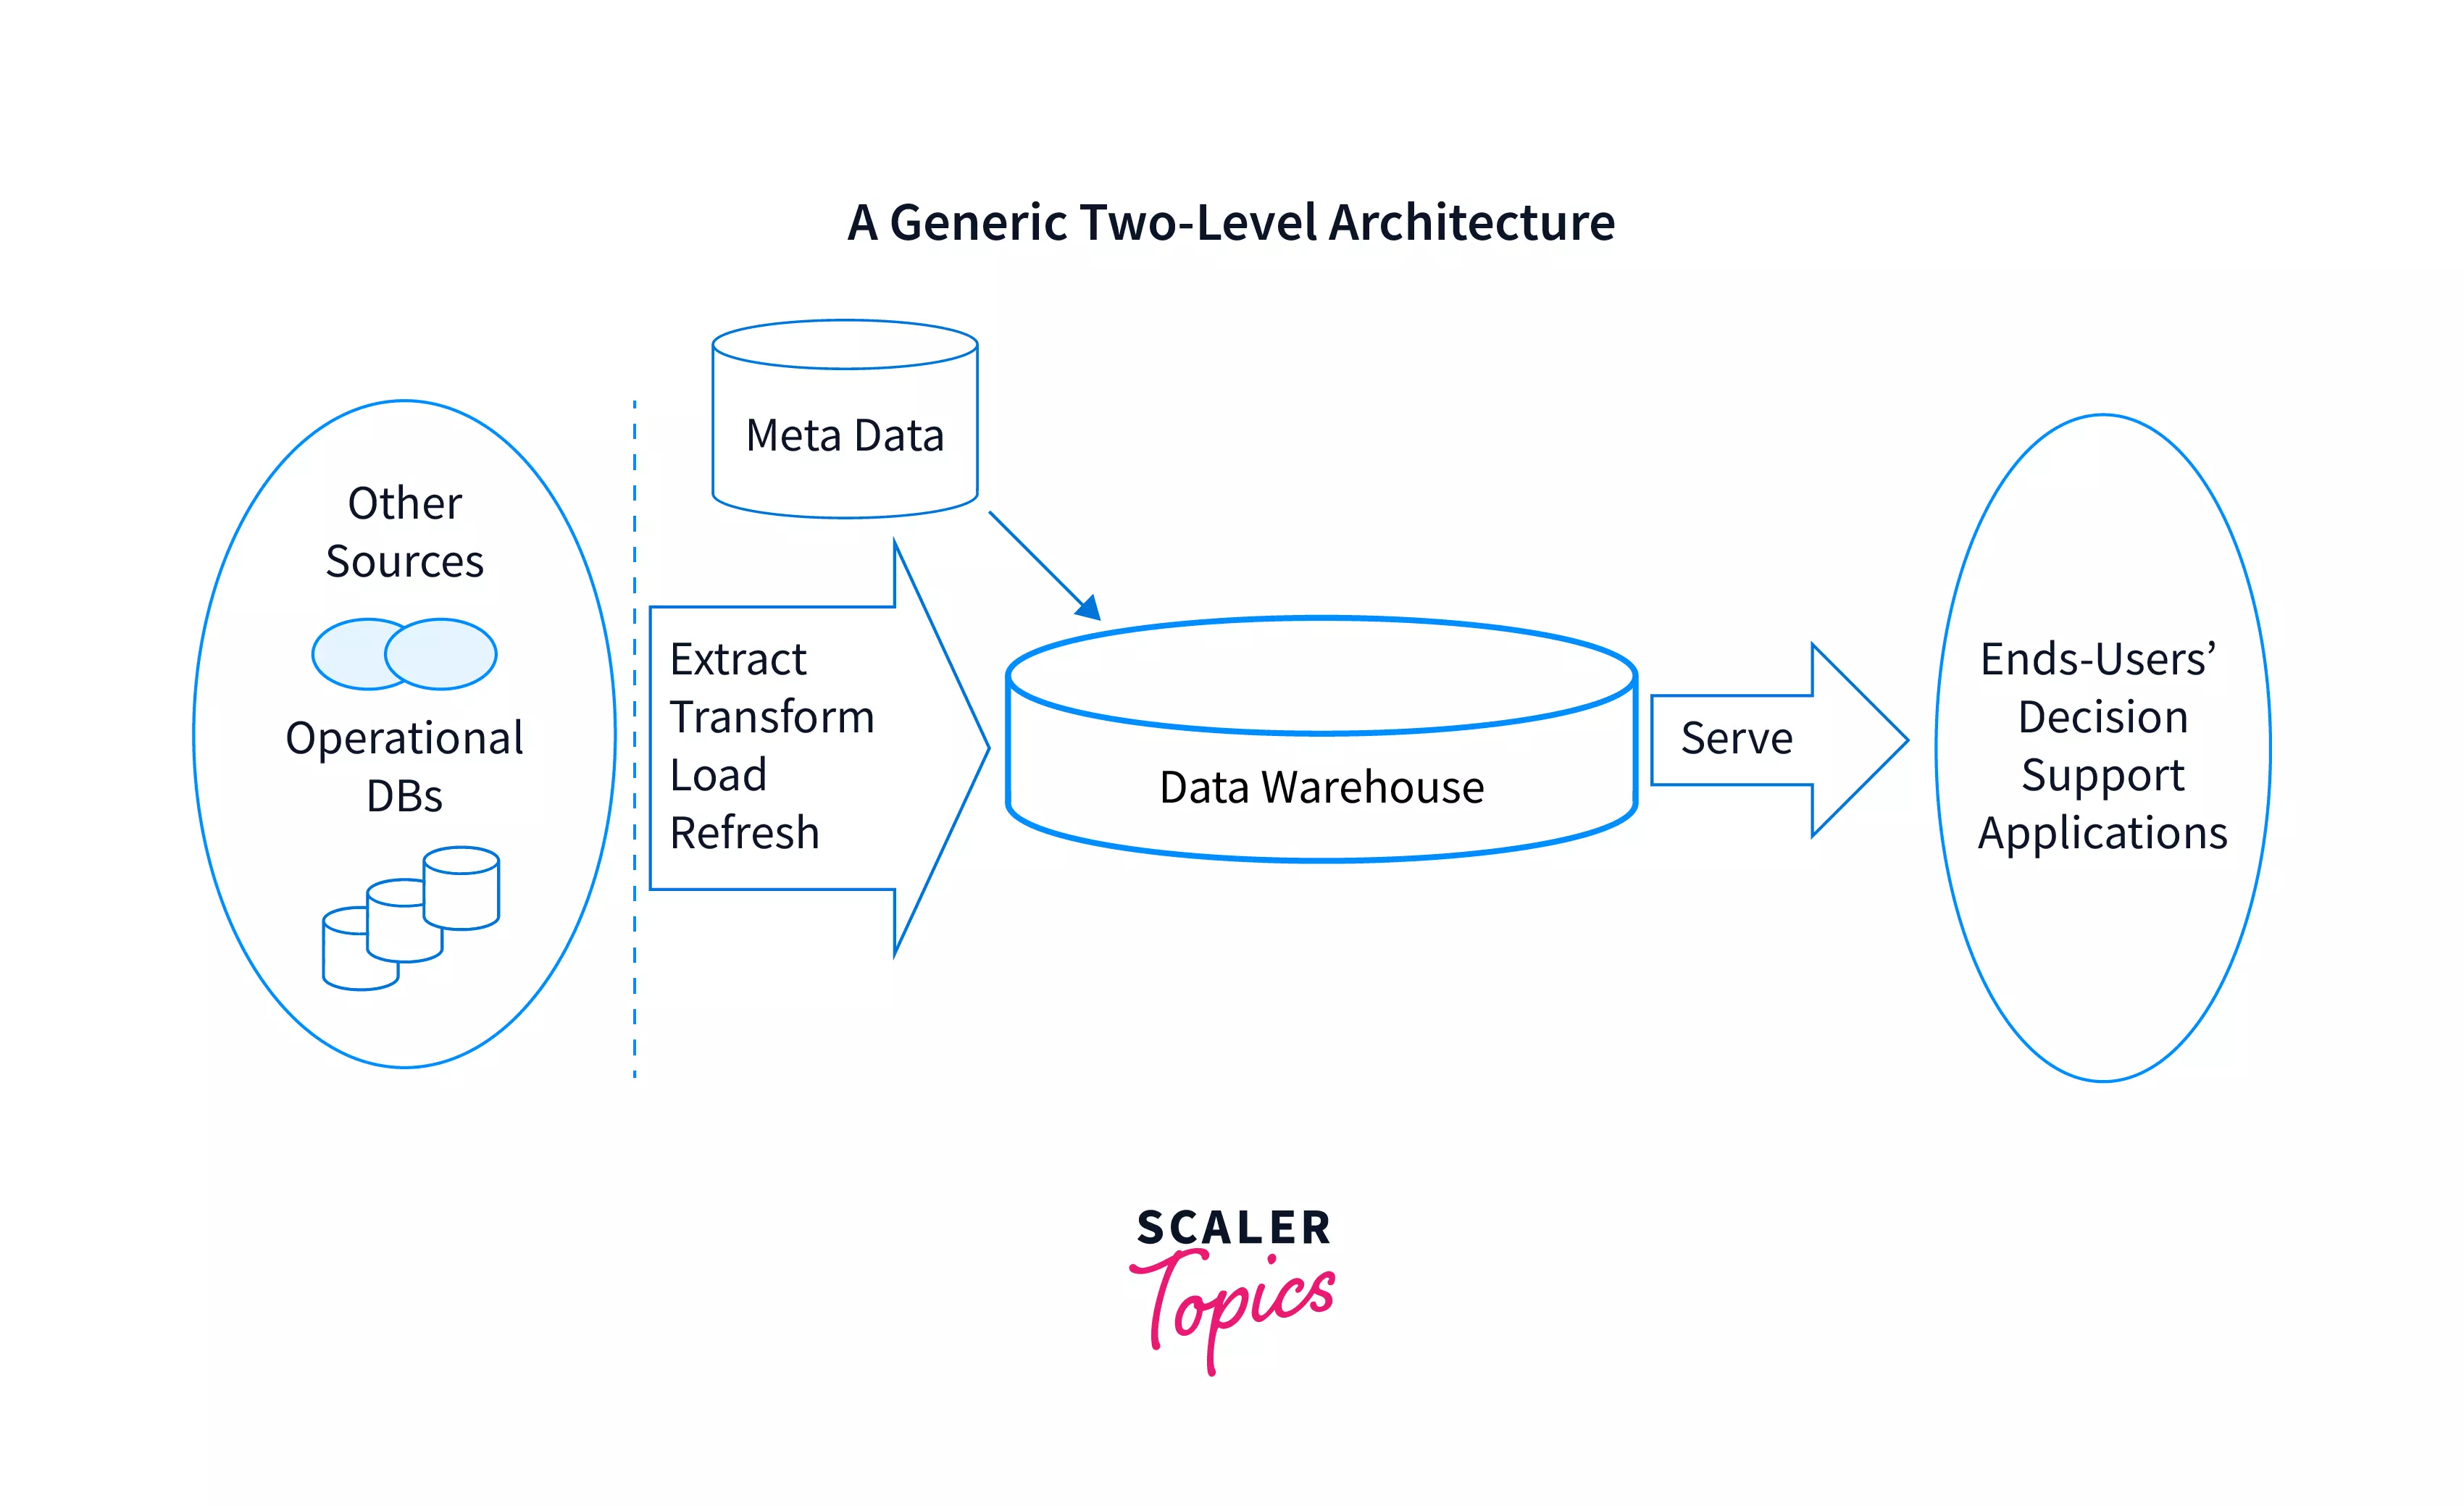 A Generic Two-Level Architecture
Meta Data
Other
Sources
Operational
DBs
Extract
Transform
Load
Refresh
Data Warehouse
Serve
Ends-Users’
Decision
Support
Applications
SCALER
Topics